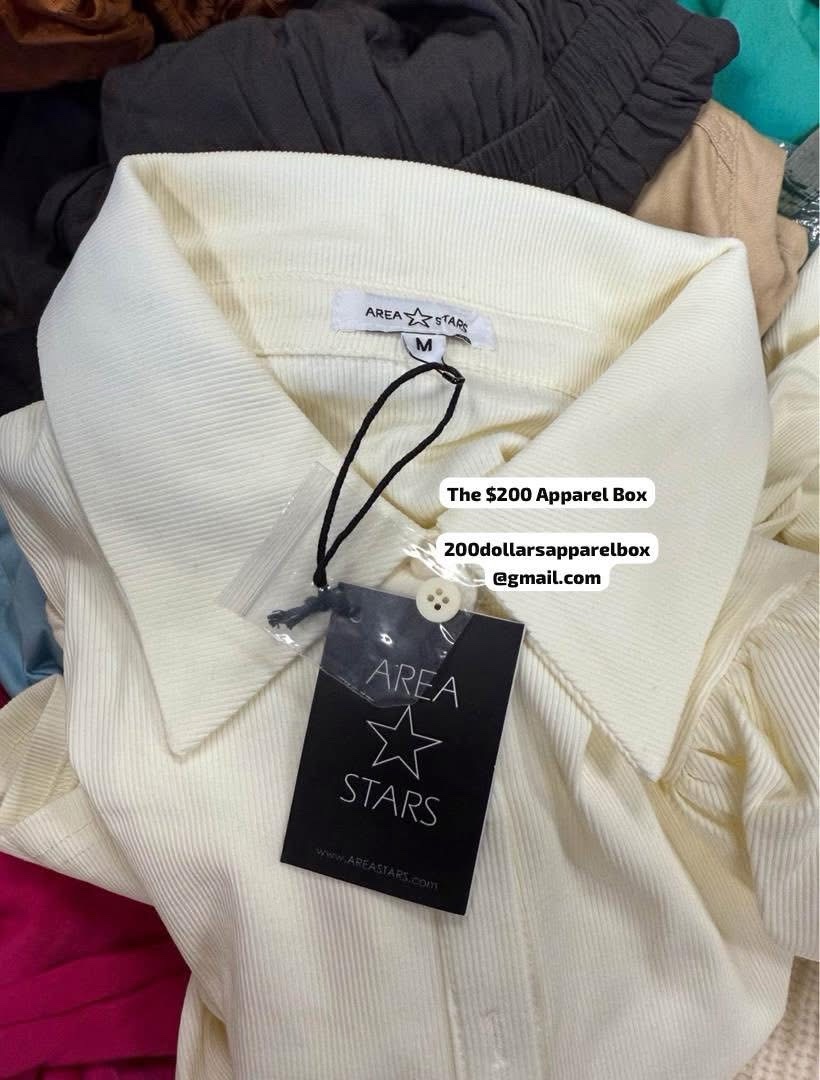 AREA STARS
M
The $200 Apparel Box
200dollarsapparelbox
@gmail.com
AREA
STARS
www.AREASTARS.com